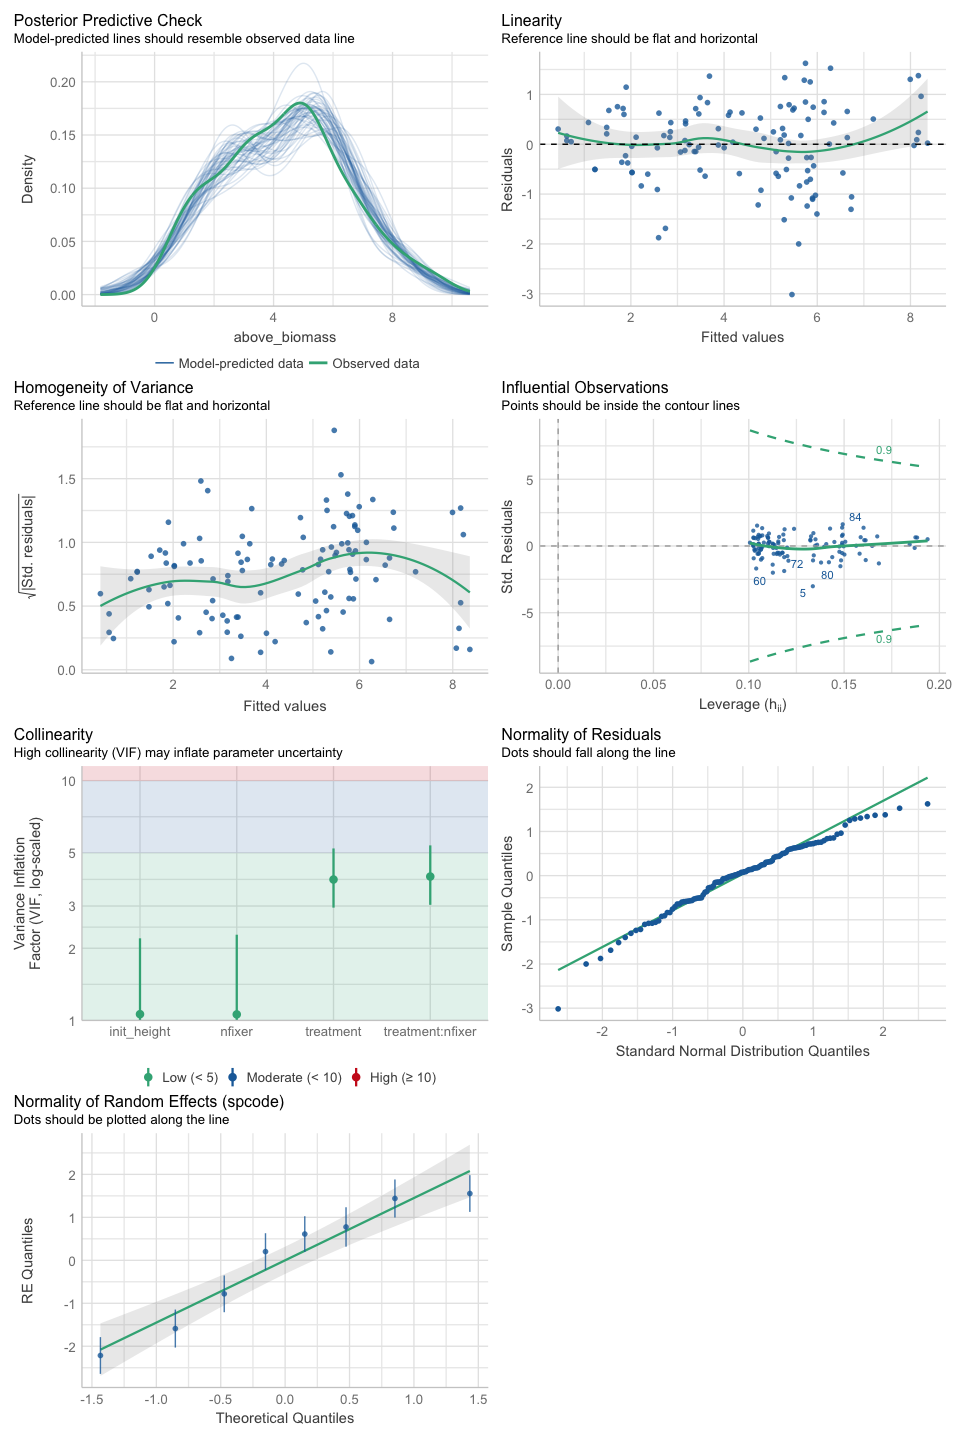 Posterior Predictive Check
Model-predicted lines should resemble observed data line
Density
0.20
0.15
0.10
0.05
0.00
0 4 8
above_biomass
Model-predicted data Observed data
Linearity
Reference line should be flat and horizontal
Residuals
1
0
-1
-2
-3
2 4 6 8
Fitted values
Homogeneity of Variance
Reference line should be flat and horizontal
√|Std. residuals|
1.5
1.0
0.5
0.0
2 4 6 8
Fitted values
Influential Observations
Points should be inside the contour lines
Std. Residuals
5
0
-5
0.9
84
72
60
80
5
0.9
0.00 0.05 0.10 0.15 0.20
Leverage (hii)
Collinearity
High collinearity (VIF) may inflate parameter uncertainty
Variance Inflation
Factor (VIF, log-scaled)
10
5
3
2
1
init_height nfixer treatment treatment:nfixer
Low (< 5) Moderate (< 10) High (≥ 10)
Normality of Residuals
Dots should fall along the line
Sample Quantiles
2
1
0
-1
-2
-3
-2 -1 0 1 2
Standard Normal Distribution Quantiles
Normality of Random Effects (spcode)
Dots should be plotted along the line
RE Quantiles
2
1
0
-1
-2
-1.5 -1.0 -0.5 0.0 0.5 1.0 1.5
Theoretical Quantiles